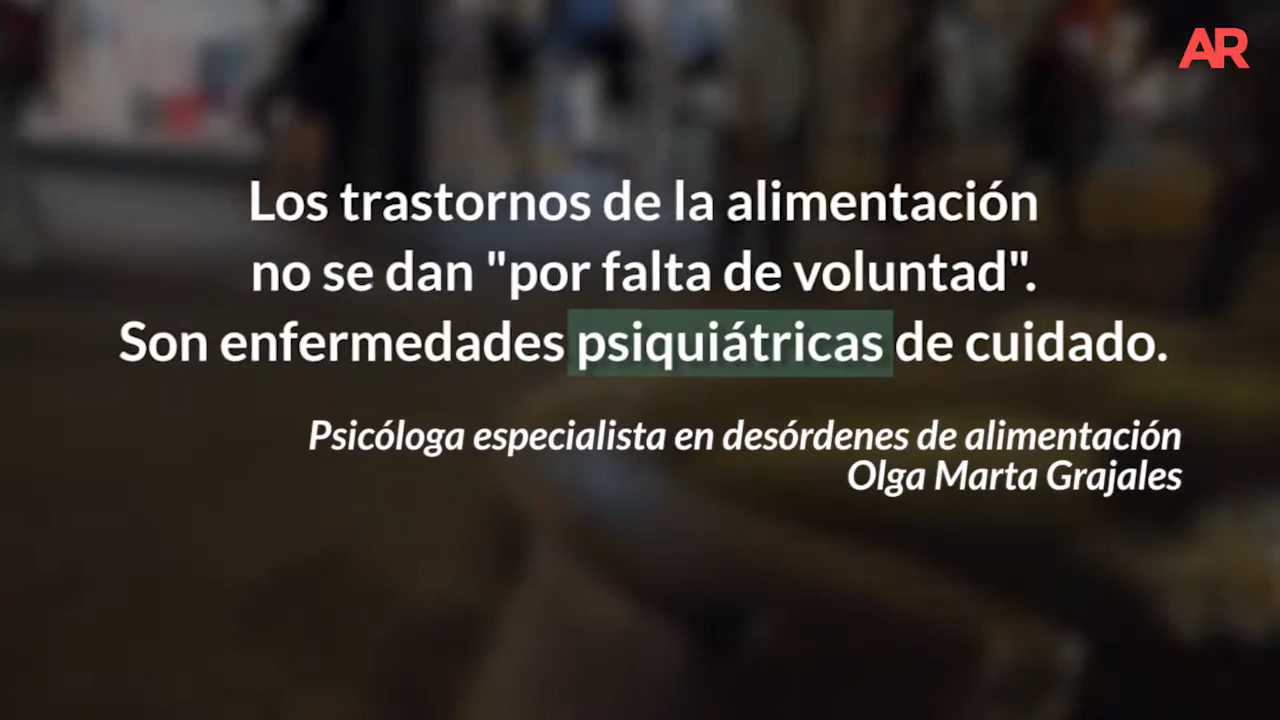 AR
Los trastornos de la alimentación
no se dan "por falta de voluntad".
Son enfermedades psiquiátricas de cuidado.
Psicóloga especialista en desórdenes de alimentación
Olga Marta Grajales